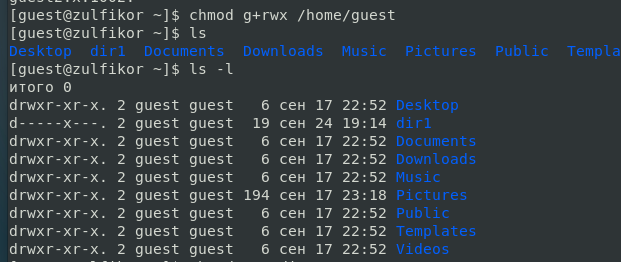 [guest@zulfikor ~]$ chmod g+rwx /home/guest
[guest@zulfikor ~]$ ls
Desktop dir1 Documents Downloads Music Pictures Public Templa
[guest@zulfikor ~]$ ls -l
итого 0
drwxr-xr-x. 2 guest guest 6 сен 17 22:52 Desktop
d-----x---. 2 guest guest 19 сен 24 19:14 dir1
drwxr-xr-x. 2 guest guest 6 сен 17 22:52 Documents
drwxr-xr-x. 2 guest guest 6 сен 17 22:52 Downloads
drwxr-xr-x. 2 guest guest 6 сен 17 22:52 Music
drwxr-xr-x. 2 guest guest 194 сен 17 23:18 Pictures
drwxr-xr-x. 2 guest guest 6 сен 17 22:52 Public
drwxr-xr-x. 2 guest guest 6 сен 17 22:52 Templates
drwxr-xr-x. 2 guest guest 6 сен 17 22:52 Videos